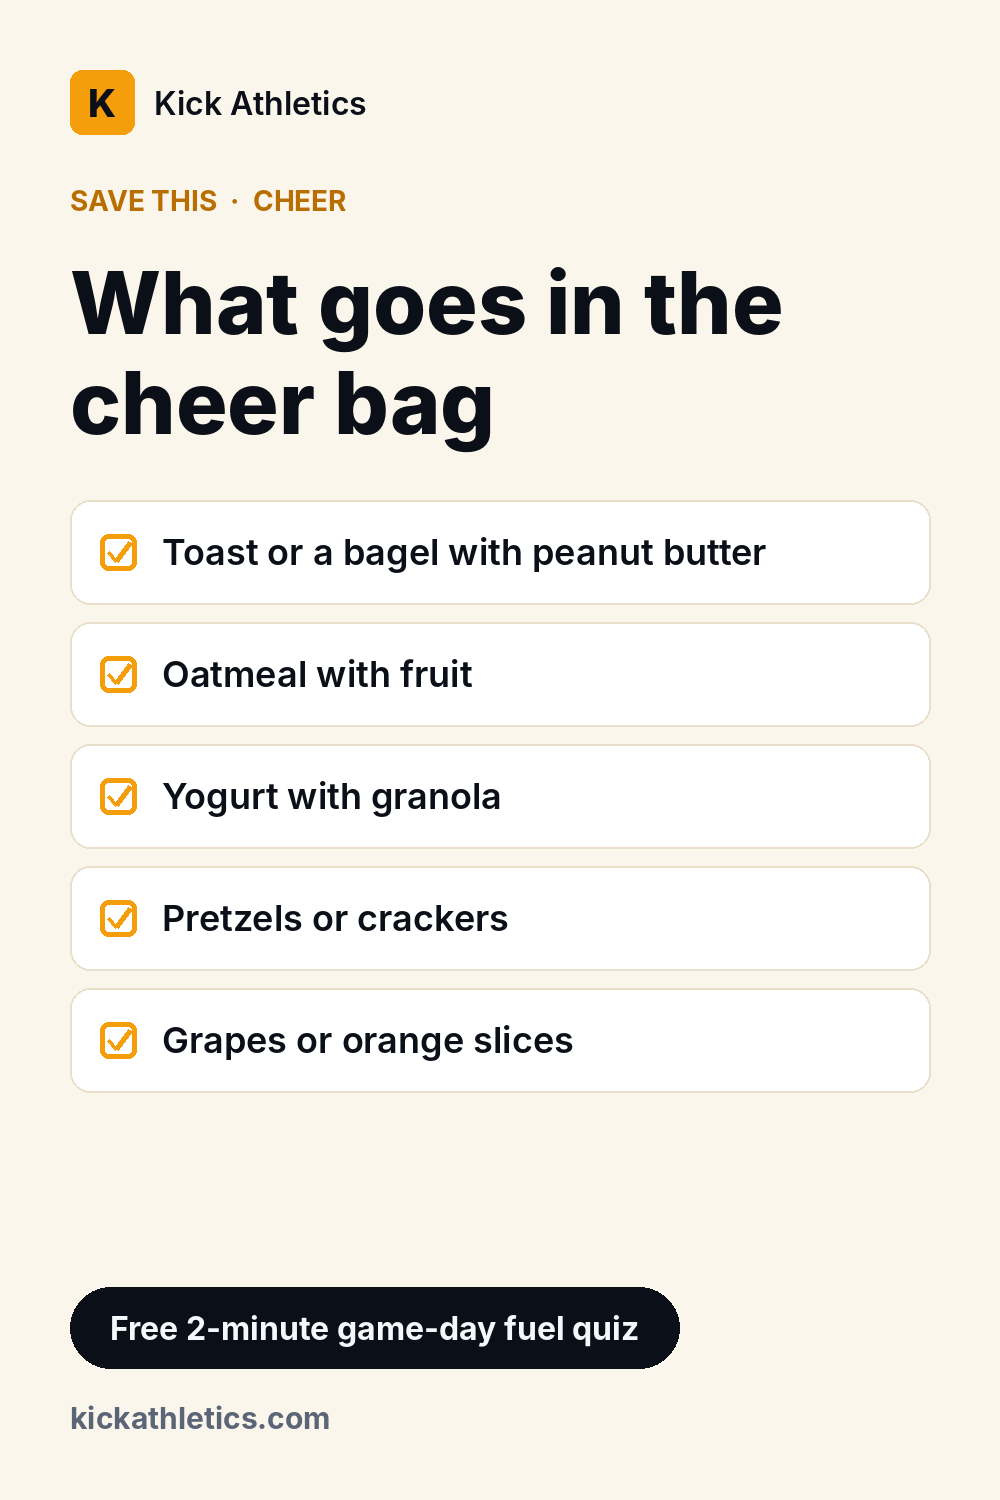 K
Kick Athletics
SAVE THIS · CHEER
What goes in the
cheer bag
Toast or a bagel with peanut butter
Oatmeal with fruit
Yogurt with granola
Pretzels or crackers
Grapes or orange slices
Free 2-minute game-day fuel quiz
kickathletics.com